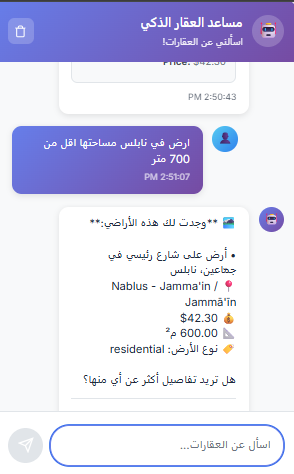 مساعد العقار الذكي
اسألني عن العقارات!
Price: $42.30
2:50:43 PM
ارض في نابلس مساحتها اقل من
700 متر
2:51:07 PM
🏞️ **وجدت لك هذه الأراضي:**
• أرض على شارع رئيسي في
جماعين، نابلس
📍 Nablus - Jamma'in /
Jammā'īn
💰 $42.30
📐 600.00 م²
🏷️ نوع الأرض: residential
هل تريد تفاصيل أكثر عن أي منها؟
اسأل عن العقارات...